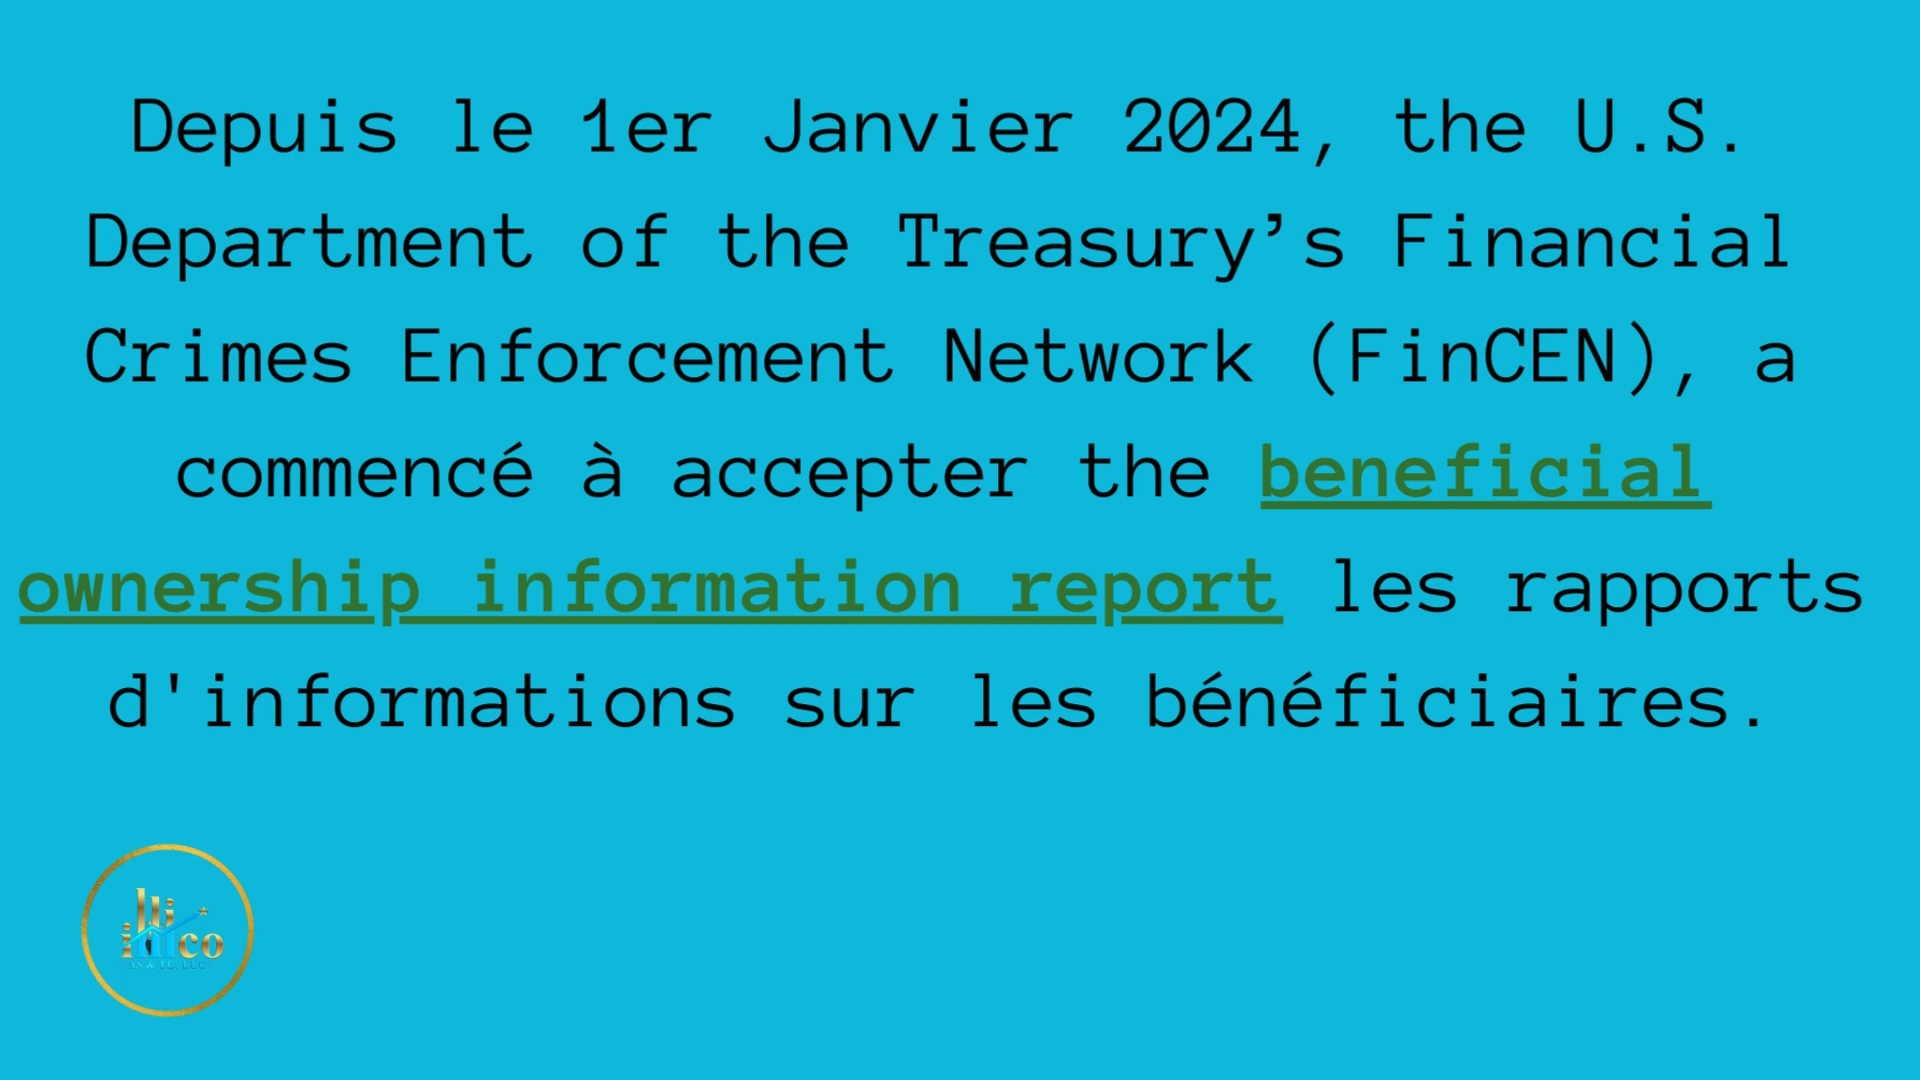 Depuis le 1er Janvier 2024, the U.S.
Department of the Treasury’s Financial
Crimes Enforcement Network (FinCEN), a
commencé à accepter the beneficial
ownership information report les rapports
d'informations sur les bénéficiaires.